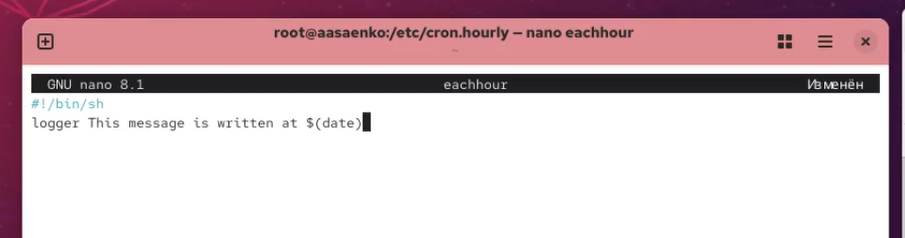 root@aasaenko:/etc/cron.hourly — nano eachhour
~
GNU nano 8.1 eachhour Изменён
#!/bin/sh
logger This message is written at $(date)